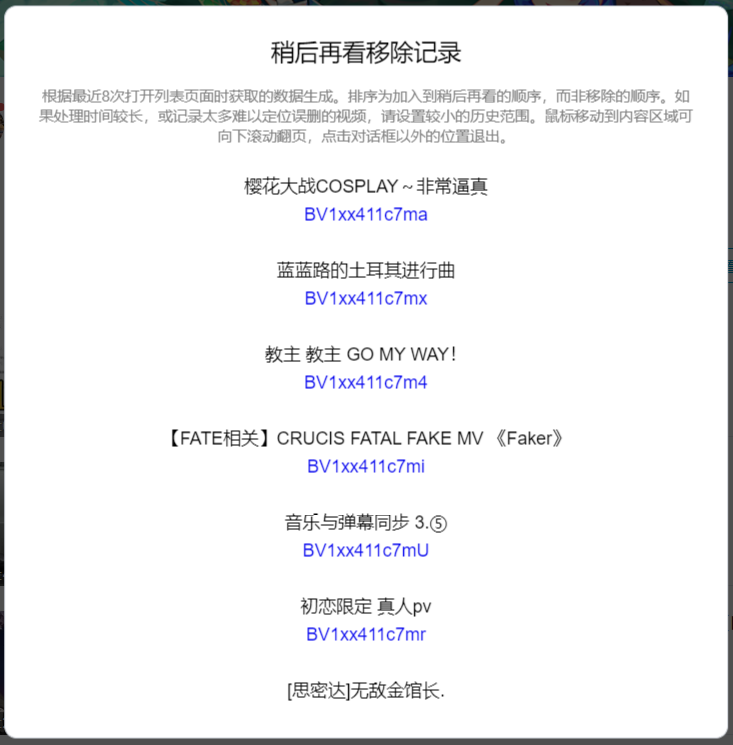 稍后再看移除记录
根据最近8次打开列表页面时获取的数据生成。排序为加入到稍后再看的顺序，而非移除的顺序。如
果处理时间较长，或记录太多难以定位误删的视频，请设置较小的历史范围。鼠标移动到内容区域可
向下滚动翻页，点击对话框以外的位置退出。
樱花大战COSPLAY～非常逼真
BV1xx411c7ma
蓝蓝路的土耳其进行曲
BV1xx411c7mx
教主 教主 GO MY WAY！
BV1xx411c7m4
【FATE相关】CRUCIS FATAL FAKE MV 《Faker》
BV1xx411c7mi
音乐与弹幕同步 3.⑤
BV1xx411c7mU
初恋限定 真人pv
BV1xx411c7mr
[思密达]无敌金馆长.